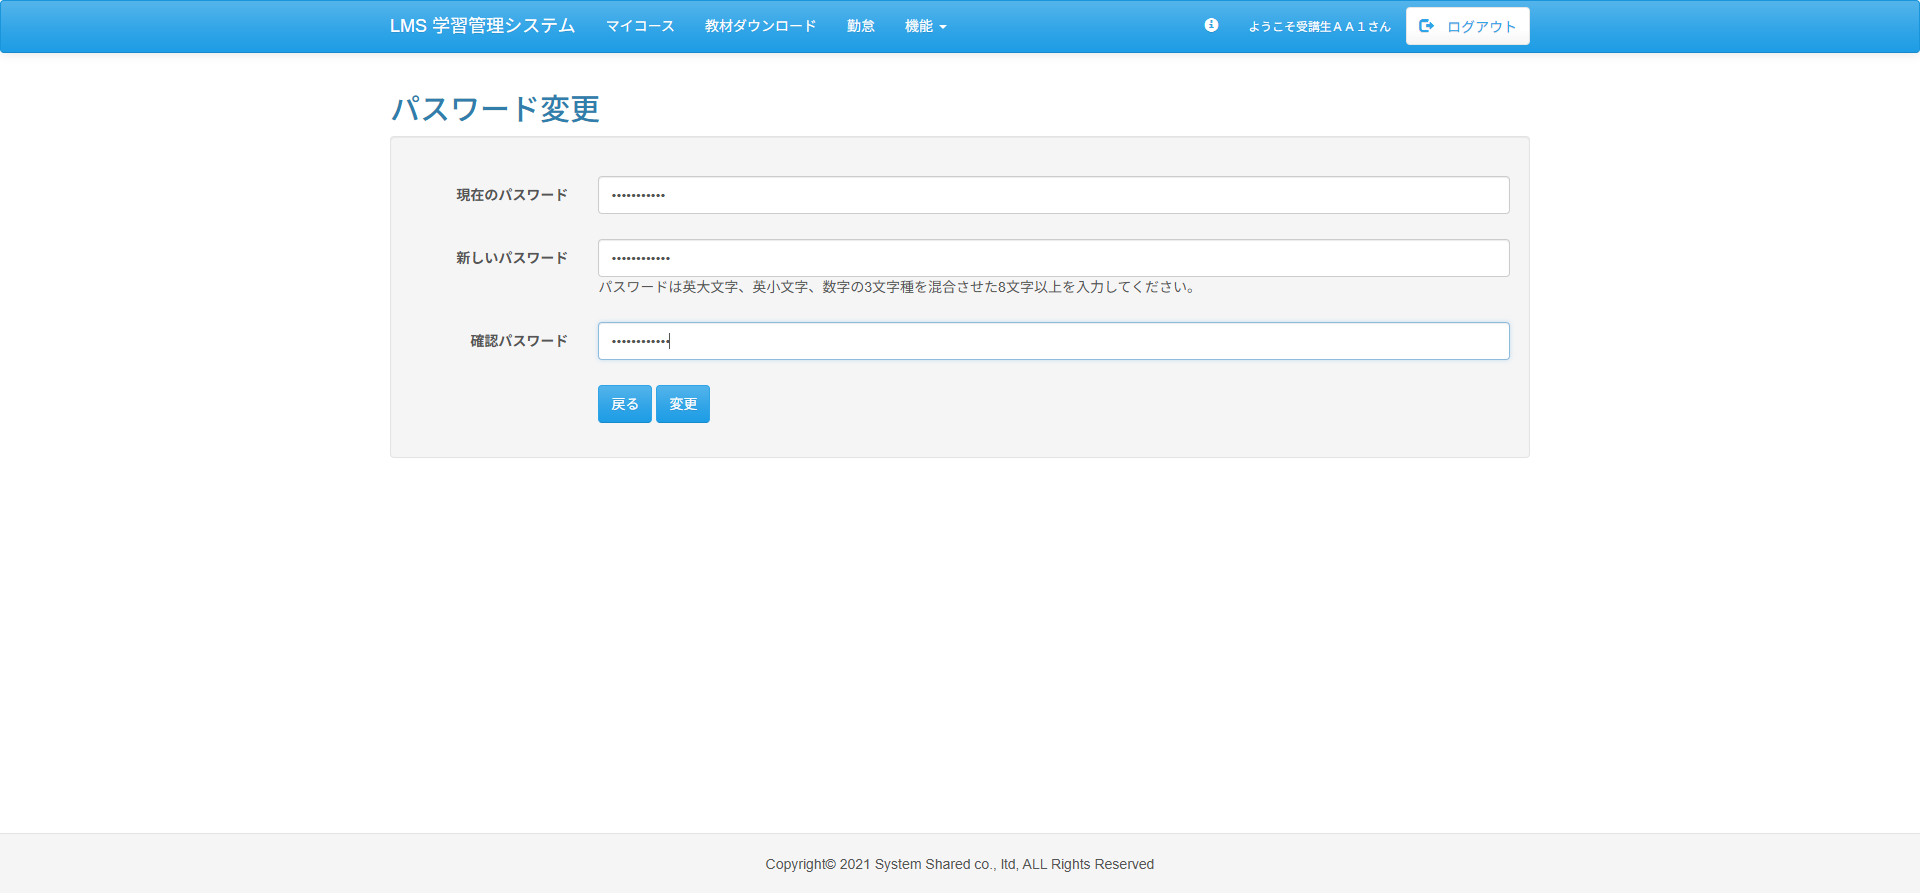 LMS 学習管理システム マイコース 教材ダウンロード 勤怠 機能 ようこそ受講生ＡＡ１さん ログアウト
パスワード変更
現在のパスワード •••••••••••
新しいパスワード ••••••••••••
パスワードは英大文字、英小文字、数字の3文字種を混合させた8文字以上を入力してください。
確認パスワード ••••••••••••
戻る 変更
Copyright© 2021 System Shared co., ltd, ALL Rights Reserved